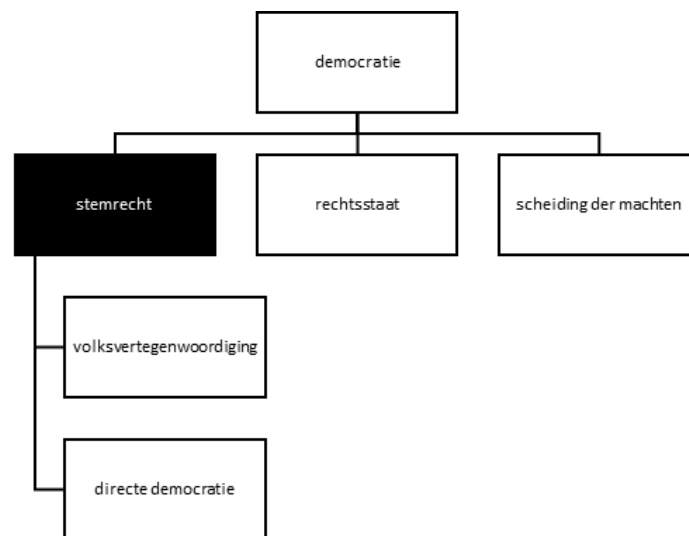 democratie
stemrecht
rechtsstaat
scheiding der machten
volksvertegenwoordiging
directe democratie